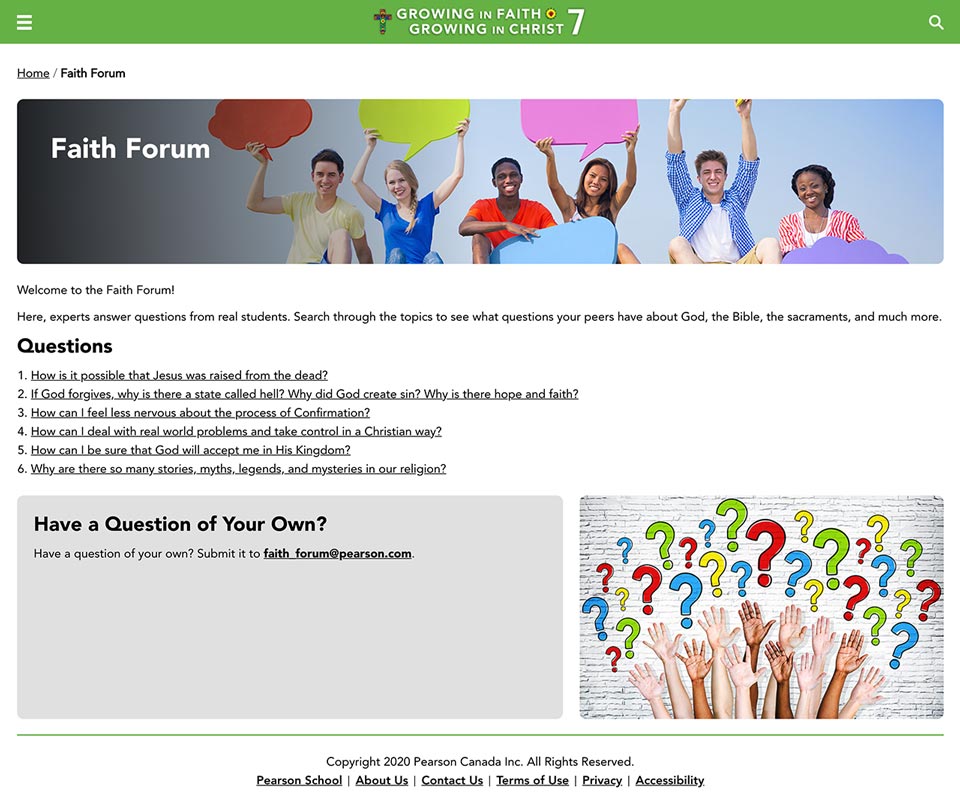 GROWING IN FAITH
GROWING IN CHRIST 7
Home / Faith Forum
Faith Forum
Welcome to the Faith Forum!
Here, experts answer questions from real students. Search through the topics to see what questions your peers have about God, the Bible, the sacraments, and much more.
Questions
1. How is it possible that Jesus was raised from the dead?
2. If God forgives, why is there a state called hell? Why did God create sin? Why is there hope and faith?
3. How can I feel less nervous about the process of Confirmation?
4. How can I deal with real world problems and take control in a Christian way?
5. How can I be sure that God will accept me in His Kingdom?
6. Why are there so many stories, myths, legends, and mysteries in our religion?
Have a Question of Your Own?
Have a question of your own? Submit it to faith_forum@pearson.com.
Copyright 2020 Pearson Canada Inc. All Rights Reserved.
Pearson School | About Us | Contact Us | Terms of Use | Privacy | Accessibility